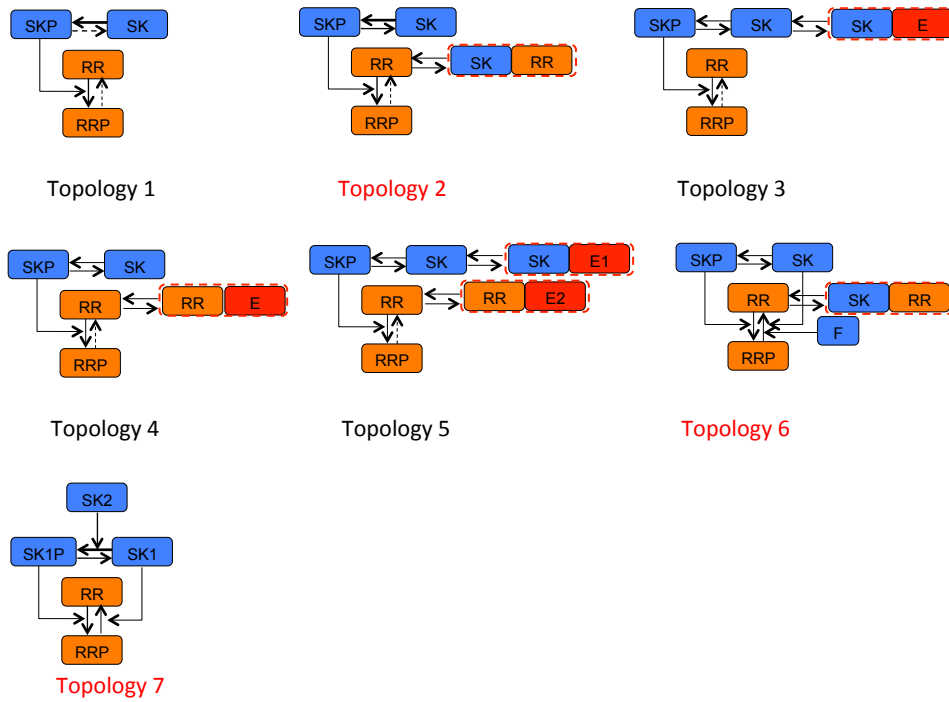 SKP SK
RR
SK RR
RRP
Topology 1
SKP SK
RR SK RR
RRP
Topology 2
SKP SK SK E
RR
RRP
Topology 3
SKP SK
RR RR E
RRP
Topology 4
SKP SK SK E1
RR RR E2
RRP
Topology 5
SKP SK
RR SK RR
F
RRP
Topology 6
SK2
SK1P SK1
RR
RRP
Topology 7